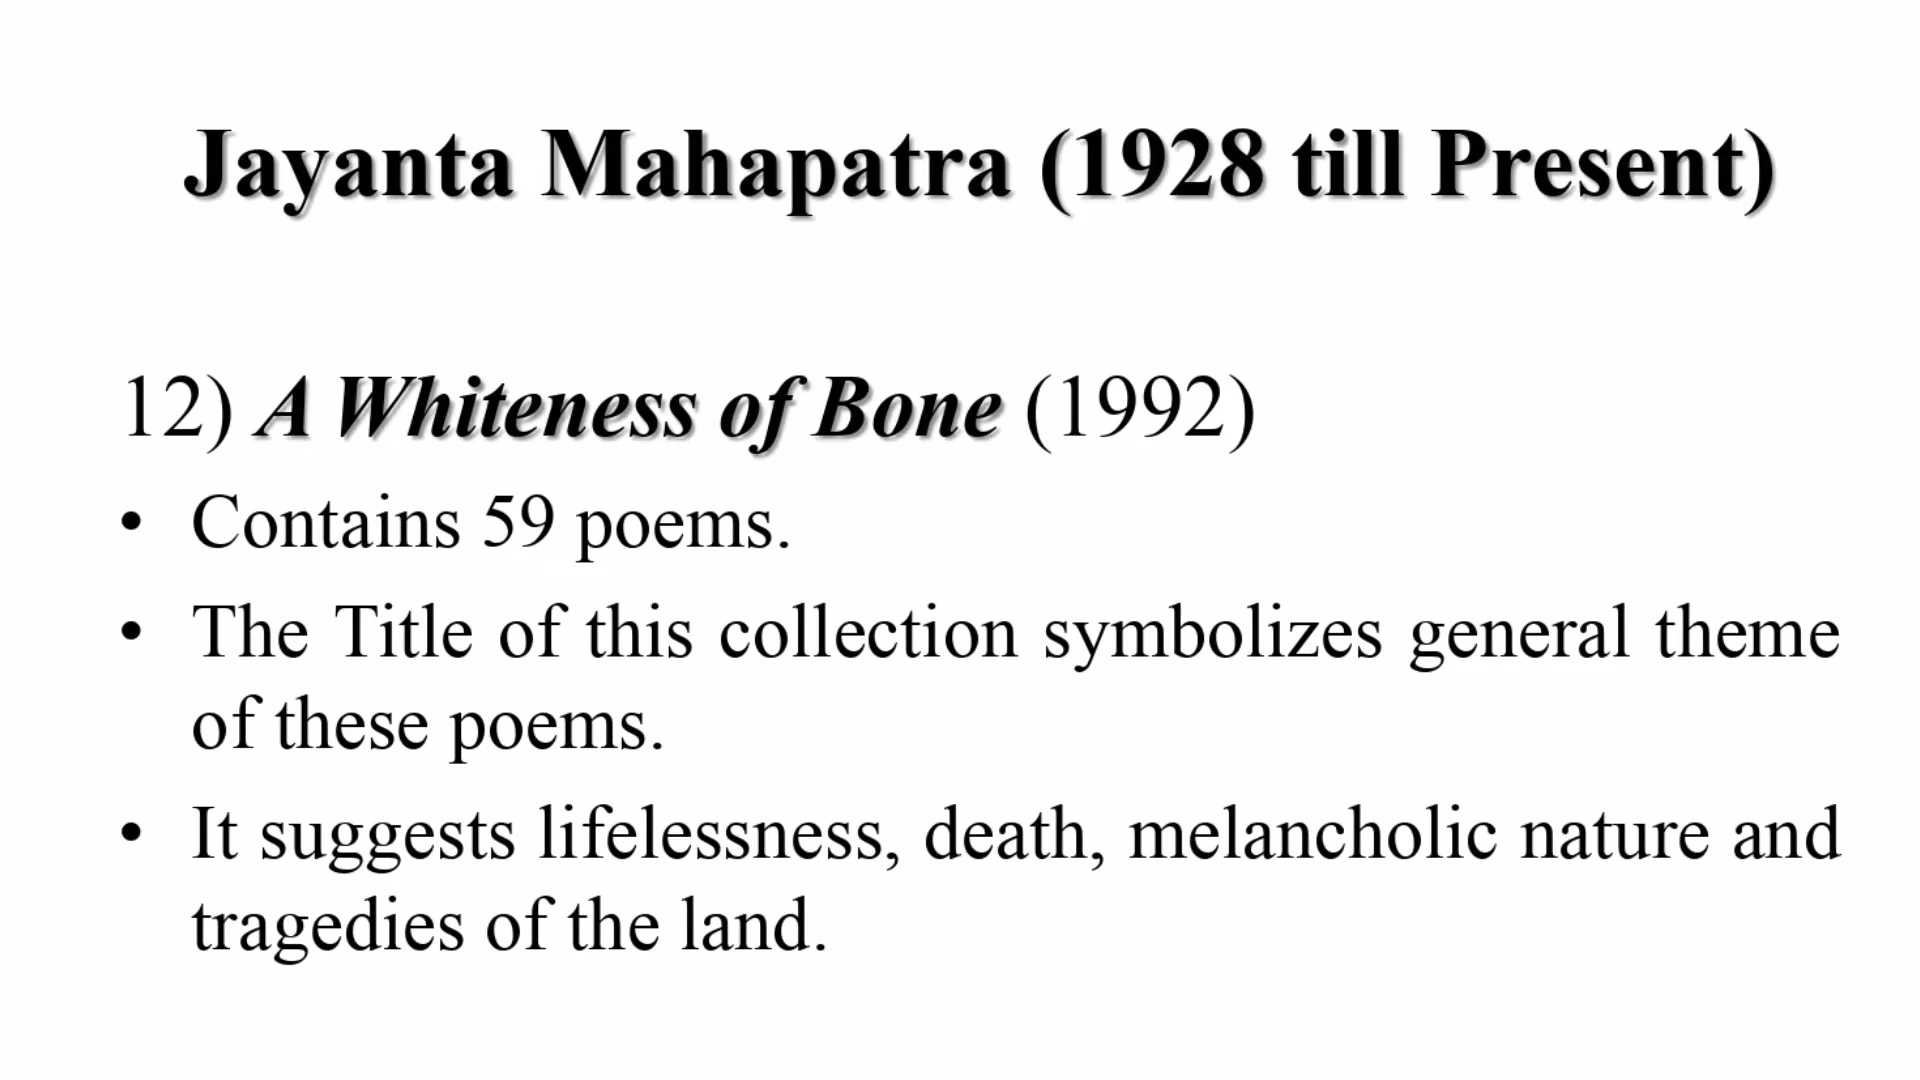 Jayanta Mahapatra (1928 till Present)
12) A Whiteness of Bone (1992)
• Contains 59 poems.
• The Title of this collection symbolizes general theme
of these poems.
• It suggests lifelessness, death, melancholic nature and
tragedies of the land.